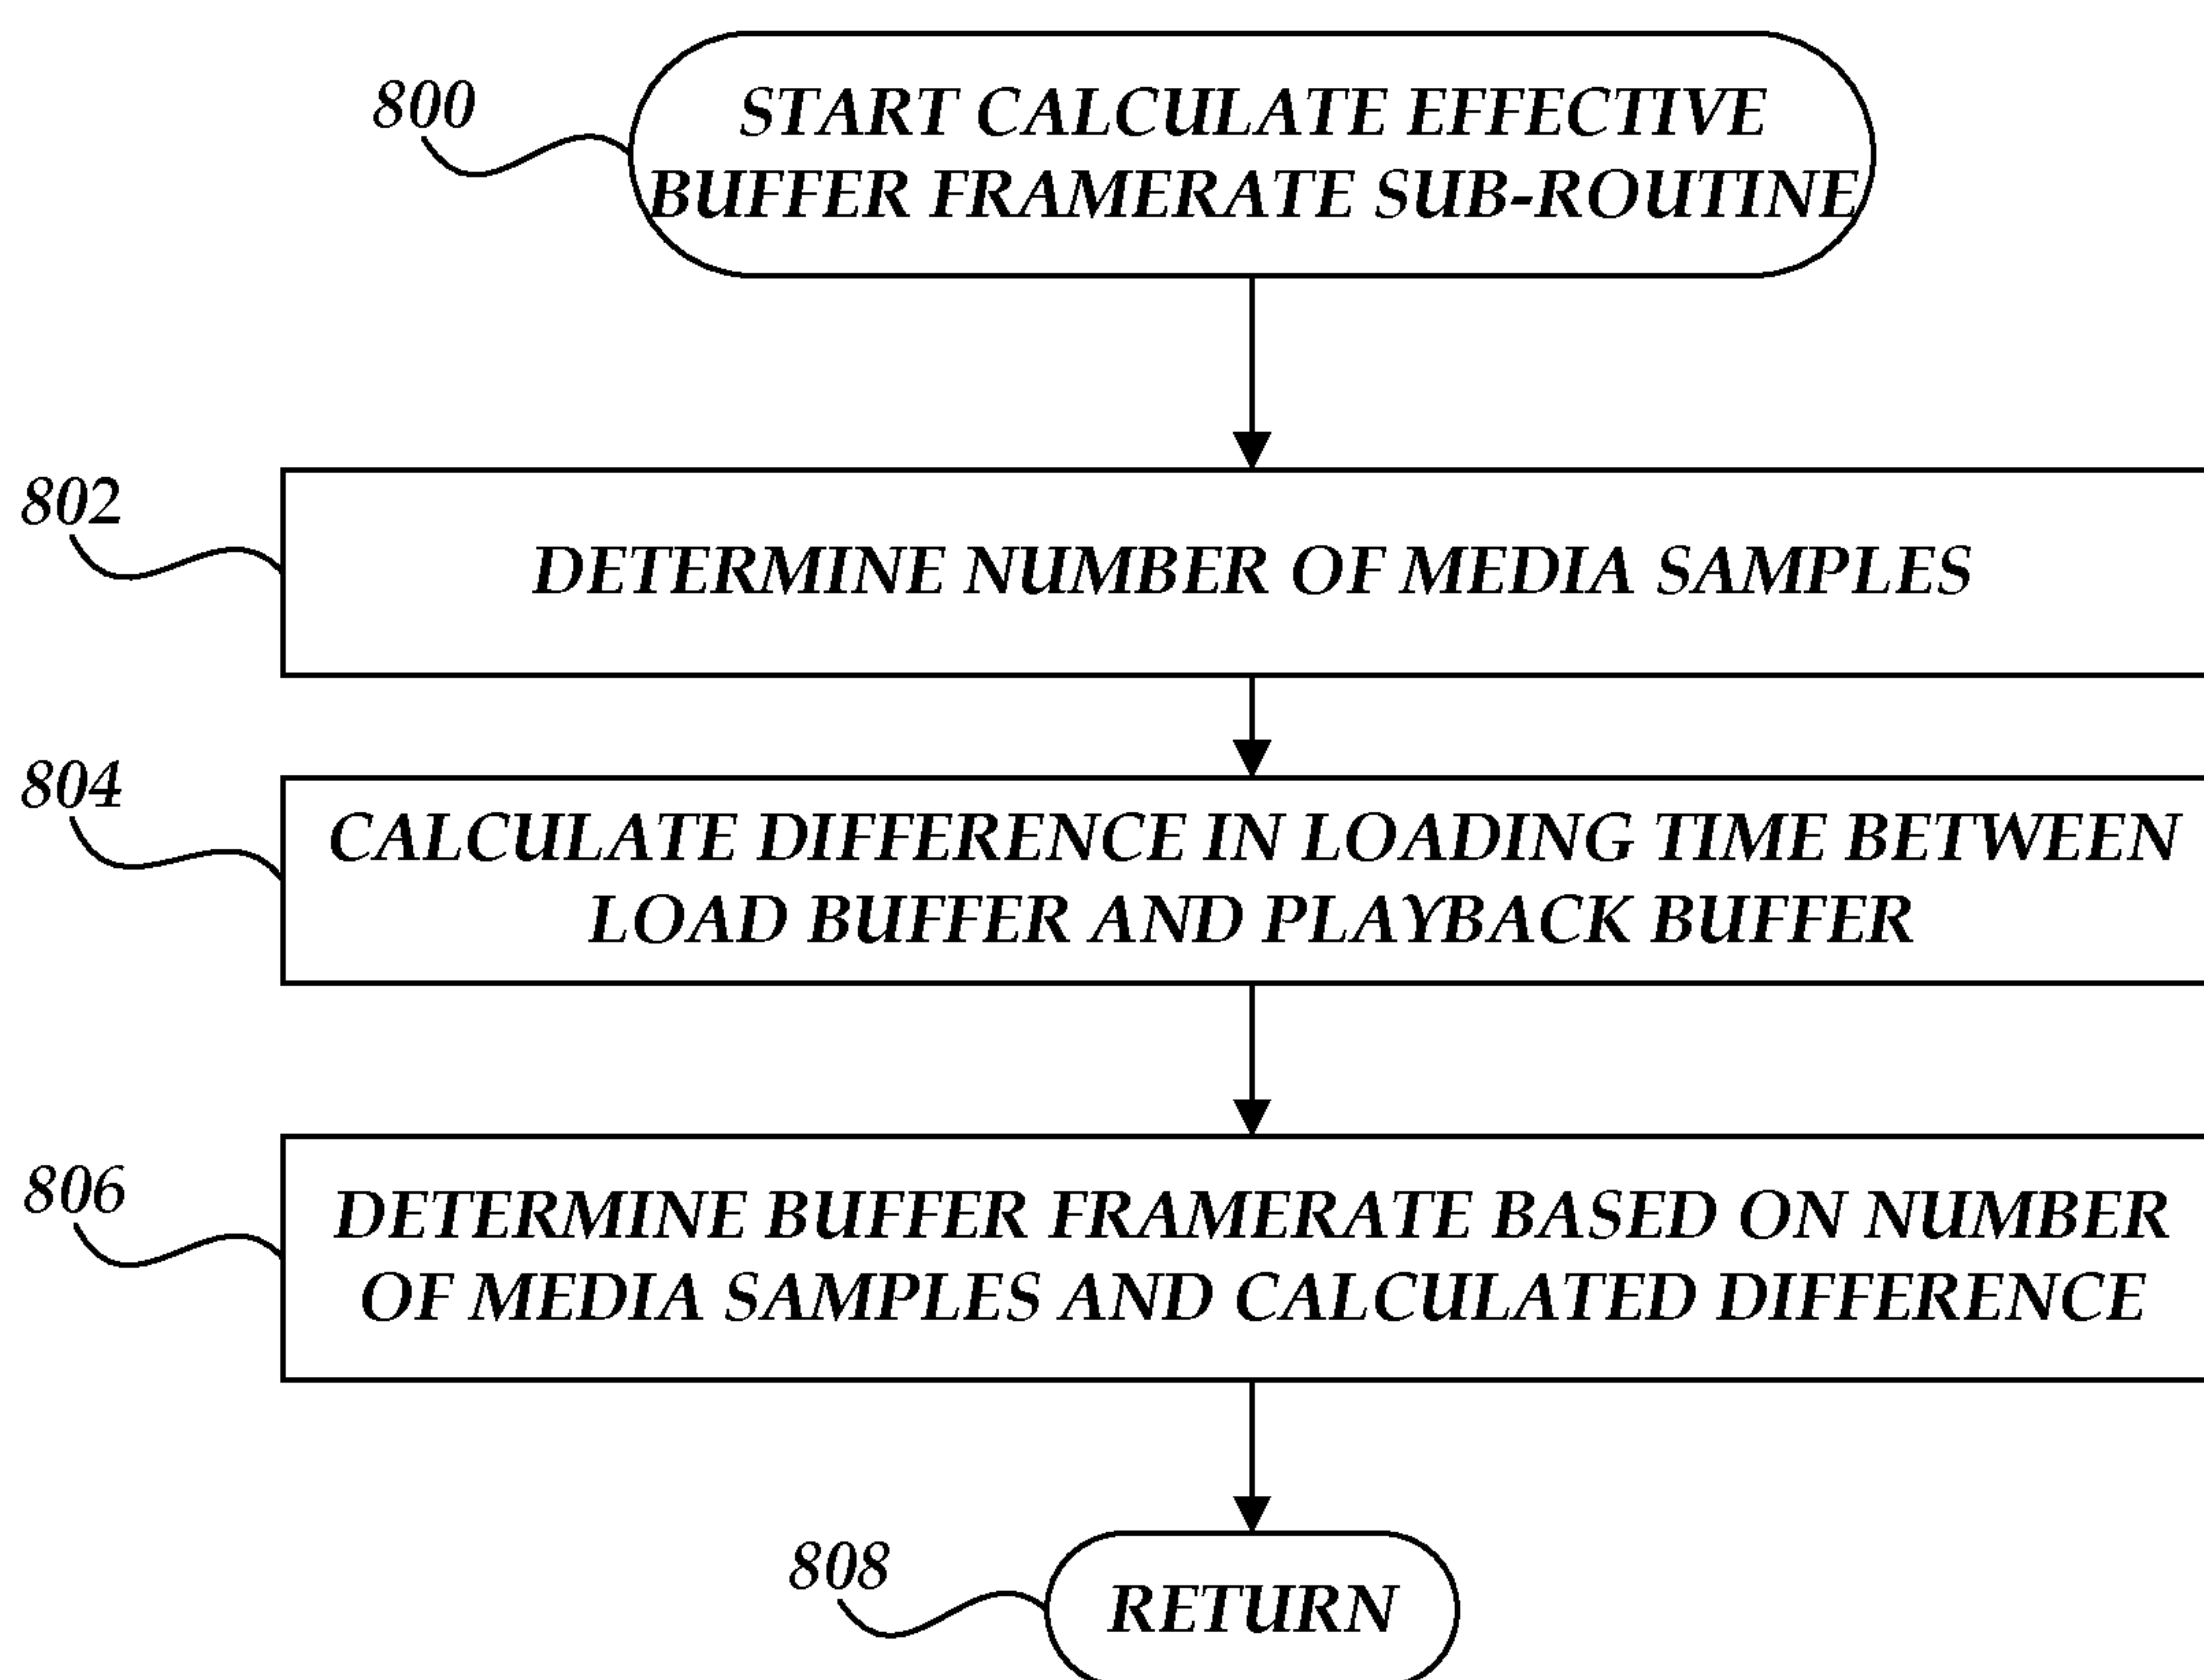 800
START CALCULATE EFFECTIVE
BUFFER FRAMERATE SUB-ROUTINE
802
DETERMINE NUMBER OF MEDIA SAMPLES
804
CALCULATE DIFFERENCE IN LOADING TIME BETWEEN
LOAD BUFFER AND PLAYBACK BUFFER
806
DETERMINE BUFFER FRAMERATE BASED ON NUMBER
OF MEDIA SAMPLES AND CALCULATED DIFFERENCE
808
RETURN